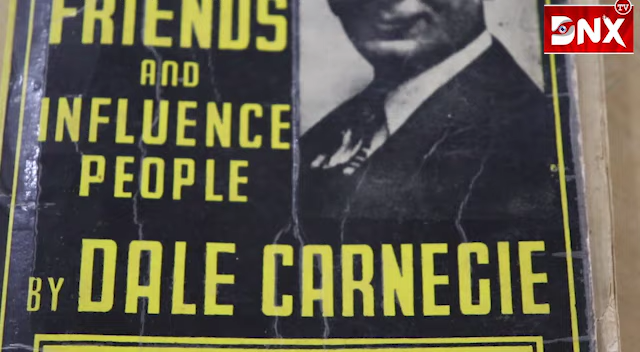 FRIENDS
AND
INFLUENCE
PEOPLE
BY DALE CARNEGIE
DNX TV